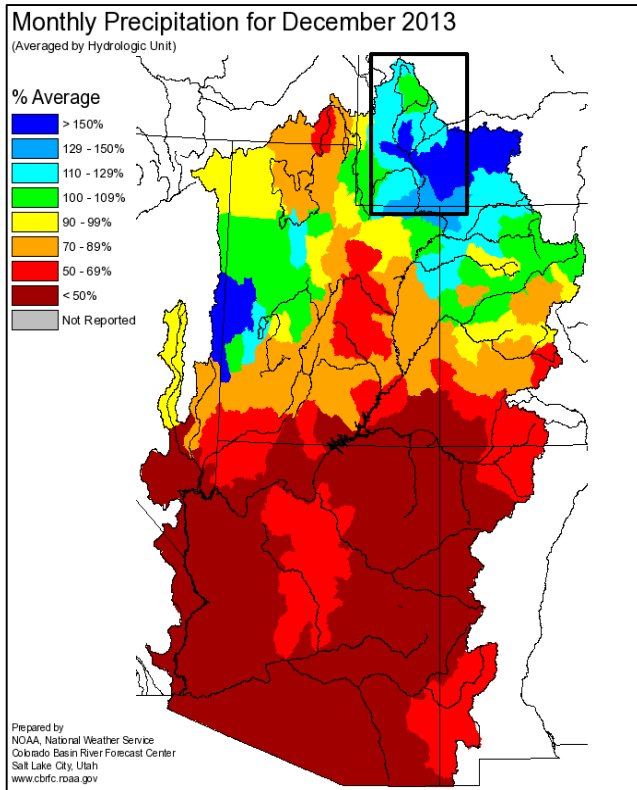 Monthly Precipitation for December 2013
(Averaged by Hydrologic Unit)
% Average
> 150%
129 - 150%
110 - 129%
100 - 109%
90 - 99%
70 - 89%
50 - 69%
< 50%
Not Reported
Prepared by
NOAA, National Weather Service
Colorado Basin River Forecast Center
Salt Lake City, Utah
www.cbrfc.noaa.gov